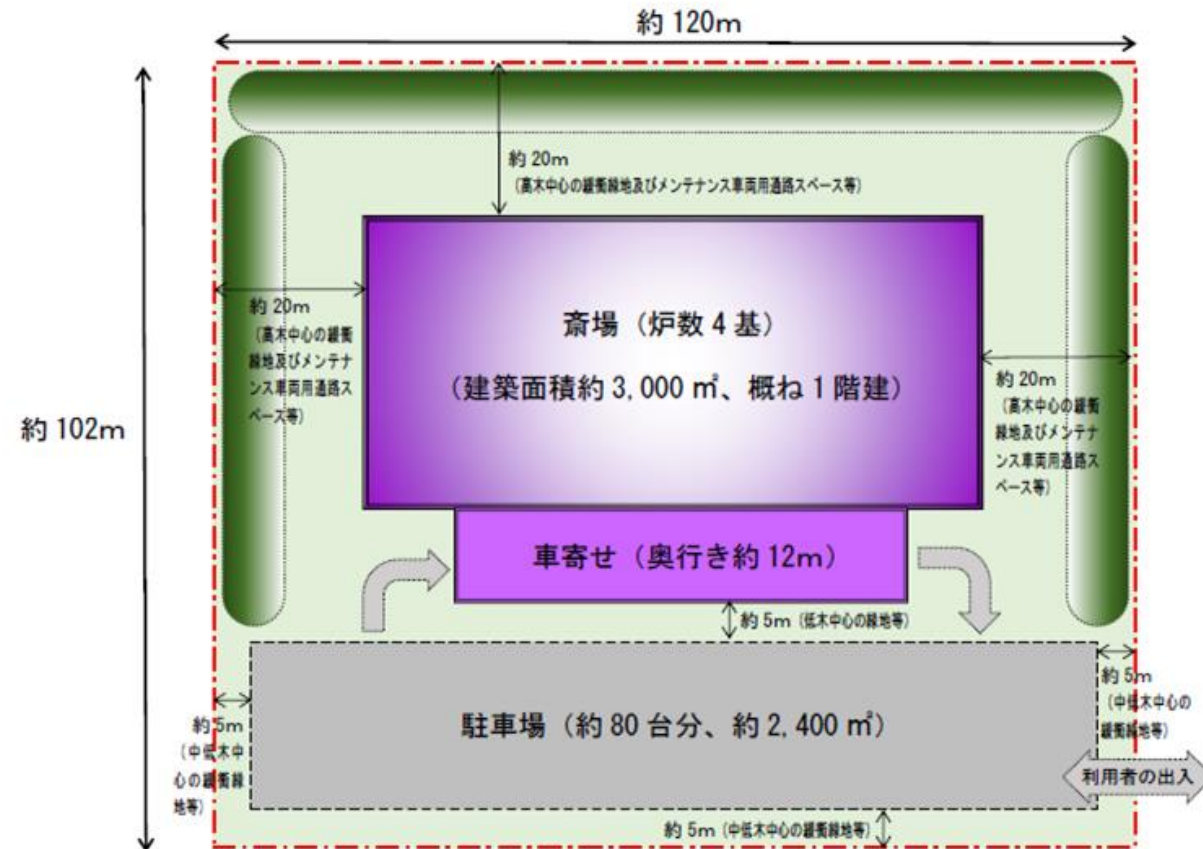 約 120m
約 20m
(高木中心の緩衝緑地及びメンテナンス車両用通路スペース等)
約 20m
(高木中心の緩衝
緑地及びメンテナ
ンス車両用通路ス
ペース等)
斎場（炉数 4 基）
（建築面積約 3,000 ㎡、概ね 1 階建）
約 20m
(高木中心の緩衝
緑地及びメンテナ
ンス車両用通路ス
ペース等)
約 102m
車寄せ（奥行き約 12m）
約 5m (低木中心の緑地等)
約 5m
(中低木中心の
緩衝緑地等)
駐車場（約 80 台分、約 2,400 ㎡）
約 5m
(中低木中
心の緩衝緑
地等)
利用者の出入
約 5m (中低木中心の緩衝緑地等)